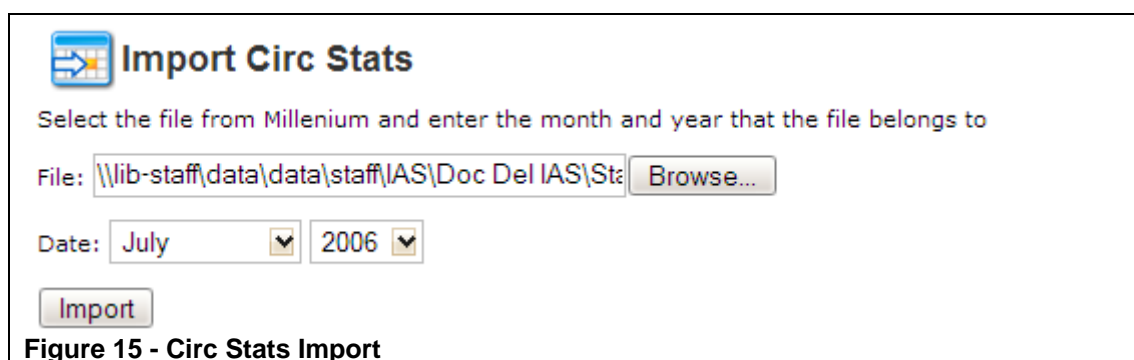 Import Circ Stats
Select the file from Millenium and enter the month and year that the file belongs to
File: \\lib-staff\data\data\staff\IAS\Doc Del IAS\Sta Browse...
Date: July 2006
Import
Figure 15 - Circ Stats Import